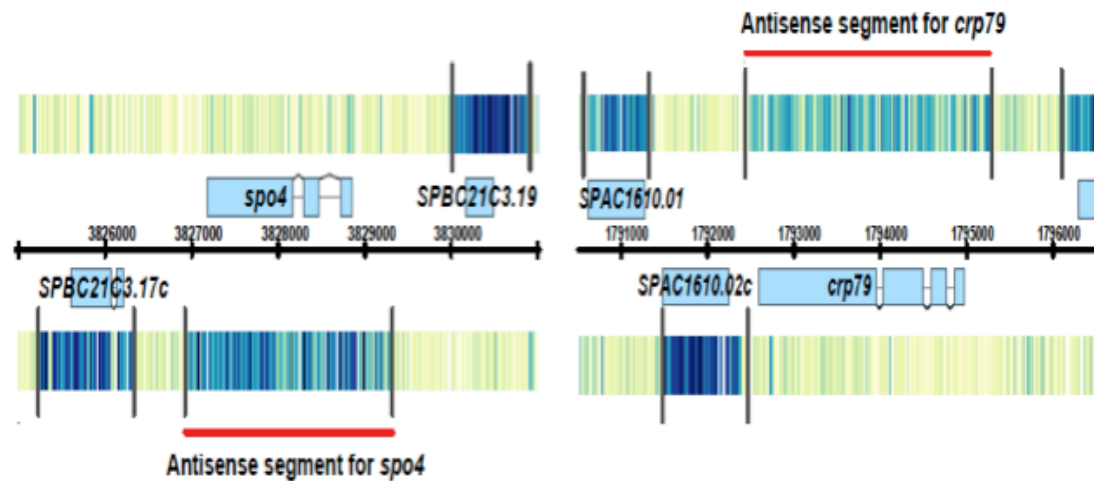 Antisense segment for crp79
spo4
SPBC21C3.19
SPAC1610.01
3826000 3827000 3828000 3829000 3830000
1791000 1792000 1793000 1794000 1795000 1796000
SPBC21C3.17c
SPAC1610.02c
crp79
Antisense segment for spo4